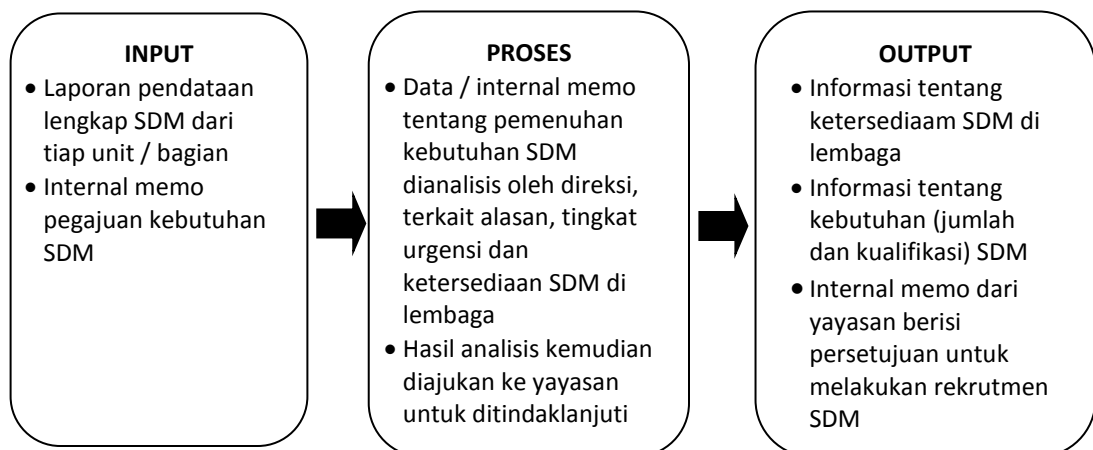 INPUT
• Laporan pendataan
lengkap SDM dari
tiap unit / bagian
• Internal memo
pegajuan kebutuhan
SDM
PROSES
• Data / internal memo
tentang pemenuhan
kebutuhan SDM
dianalisis oleh direksi,
terkait alasan, tingkat
urgensi dan
ketersediaan SDM di
lembaga
• Hasil analisis kemudian
diajukan ke yayasan
untuk ditindaklanjuti
OUTPUT
• Informasi tentang
ketersediaam SDM di
lembaga
• Informasi tentang
kebutuhan (jumlah
dan kualifikasi) SDM
• Internal memo dari
yayasan berisi
persetujuan untuk
melakukan rekrutmen
SDM